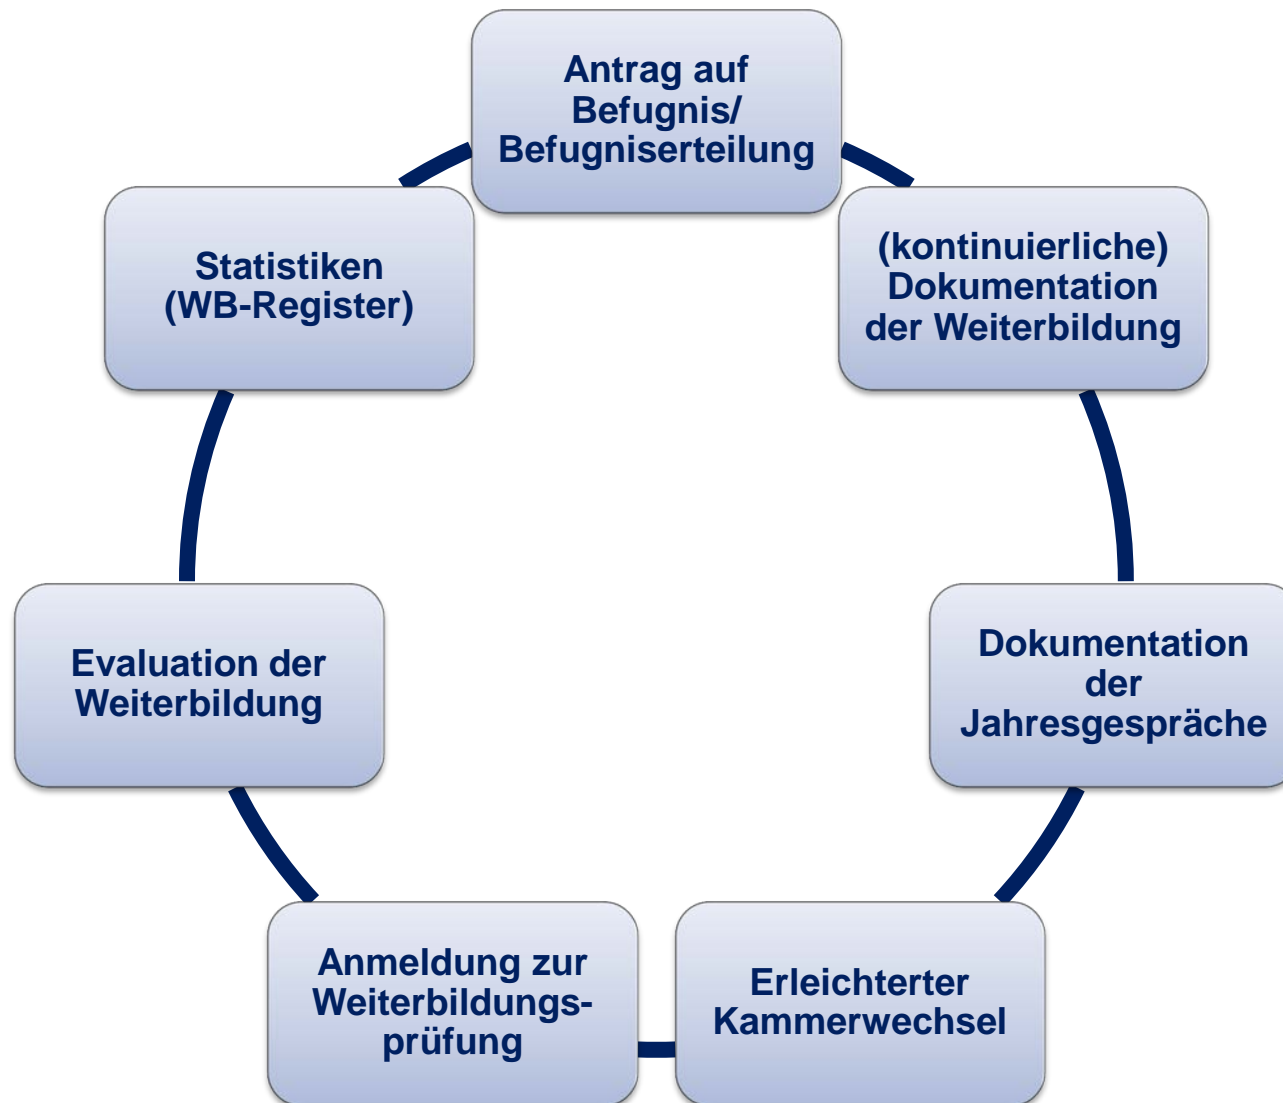 Antrag auf
Befugnis/
Befugniserteilung
(kontinuierliche)
Dokumentation
der Weiterbildung
Dokumentation
der
Jahresgespräche
Erleichterter
Kammerwechsel
Anmeldung zur
Weiterbildungs-
prüfung
Evaluation der
Weiterbildung
Statistiken
(WB-Register)